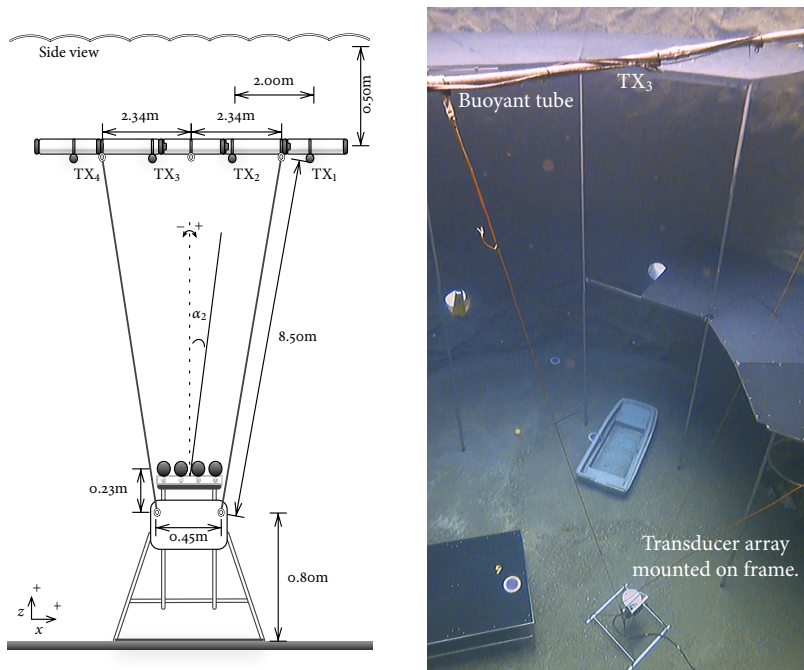 Side view
0.50m
2.00m
2.34m 2.34m
TX4 TX3 TX2 TX1
− +
α2
8.50m
0.23m
0.45m
0.80m
+
z +
x
TX3
Buoyant tube
Transducer array
mounted on frame.